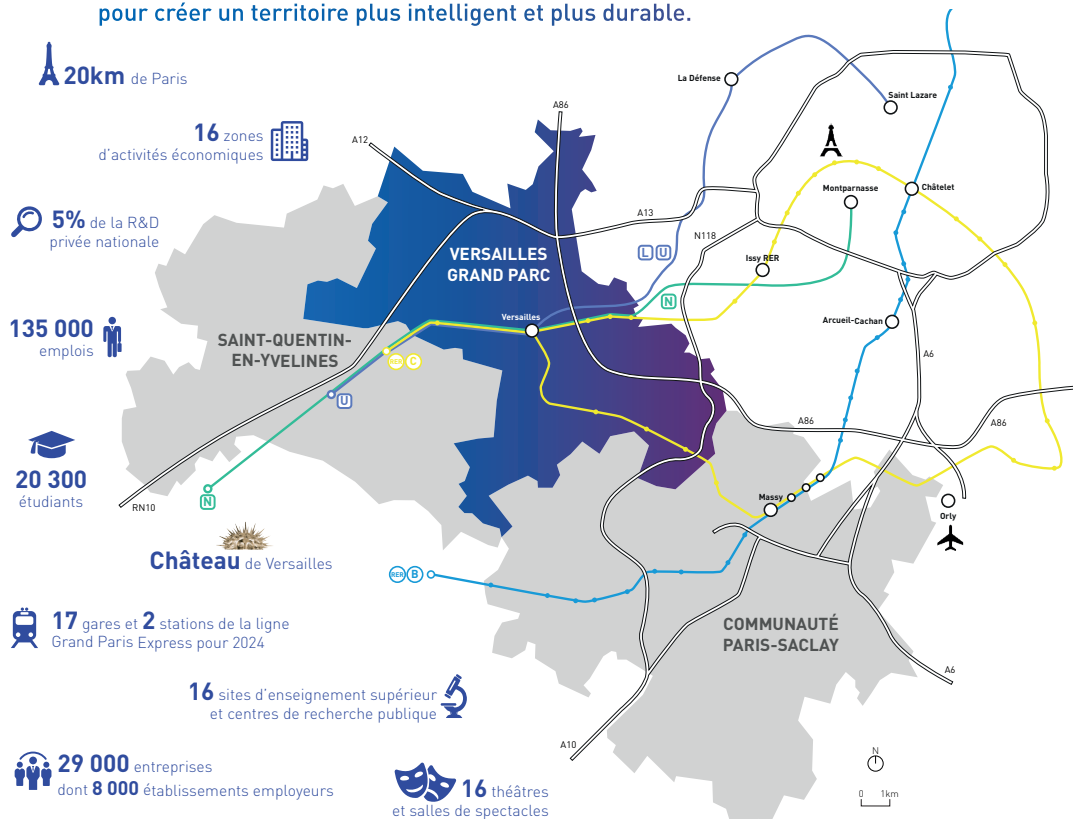 pour créer un territoire plus intelligent et plus durable.
20km de Paris
16 zones
d'activités économiques
5% de la R&D
privée nationale
135 000
emplois
20 300
étudiants
Château de Versailles
17 gares et 2 stations de la ligne
Grand Paris Express pour 2024
16 sites d'enseignement supérieur
et centres de recherche publique
29 000 entreprises
dont 8 000 établissements employeurs
16 théâtres
et salles de spectacles
A86
A12
La Défense
Saint Lazare
Montparnasse
Châtelet
A13
N118
L U
Issy RER
VERSAILLES
GRAND PARC
N
Versailles
Arcueil-Cachan
SAINT-QUENTIN-
EN-YVELINES
RER C
A6
U
A86
A86
N
RN10
Massy
Orly
RER B
COMMUNAUTÉ
PARIS-SACLAY
A6
A10
N
0 1km